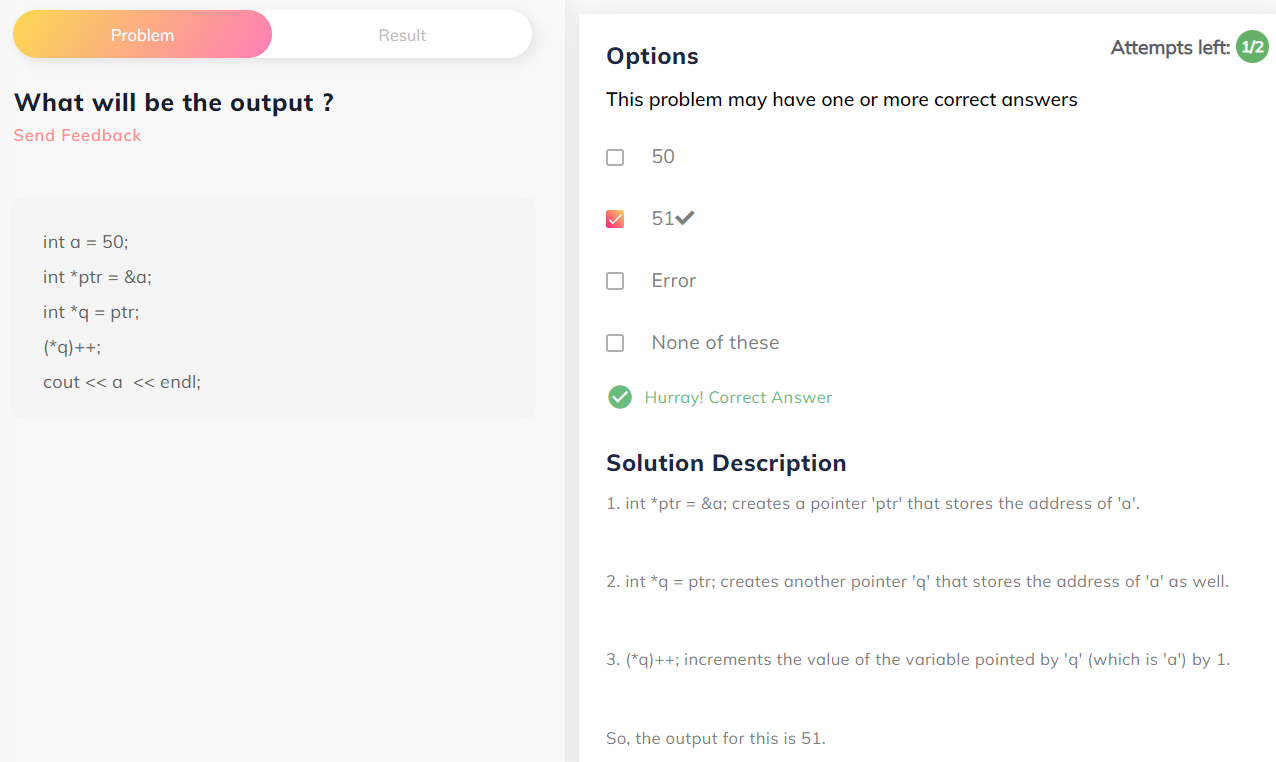 Problem
Result
What will be the output ?
Send Feedback
int a = 50;
int *ptr = &a;
int *q = ptr;
(*q)++;
cout << a  << endl;
Options
Attempts left: 1/2
This problem may have one or more correct answers
50
51
Error
None of these
Hurray! Correct Answer
Solution Description
1. int *ptr = &a; creates a pointer 'ptr' that stores the address of 'a'.
2. int *q = ptr; creates another pointer 'q' that stores the address of 'a' as well.
3. (*q)++; increments the value of the variable pointed by 'q' (which is 'a') by 1.
So, the output for this is 51.